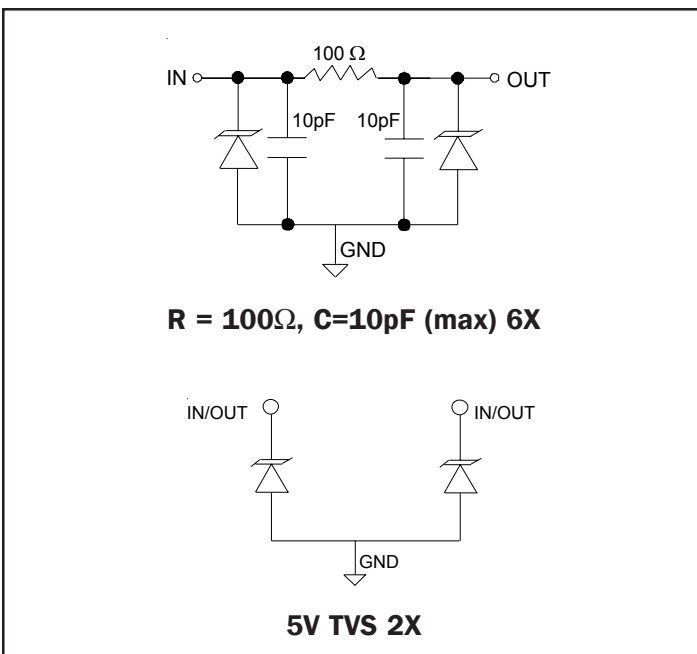 100 Ω
IN
OUT
10pF
10pF
GND
R = 100Ω, C=10pF (max) 6X
IN/OUT
IN/OUT
GND
5V TVS 2X